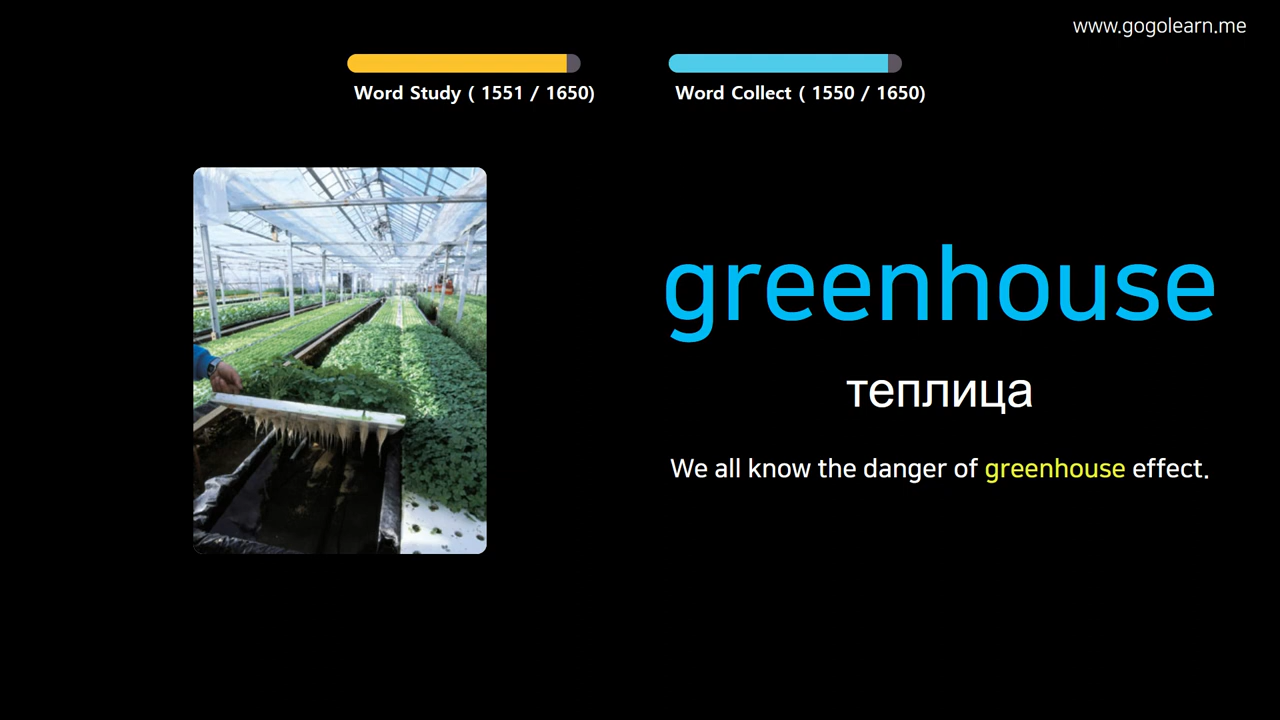 www.gogolearn.me
Word Study ( 1551 / 1650)
Word Collect ( 1550 / 1650)
greenhouse
теплица
We all know the danger of greenhouse effect.